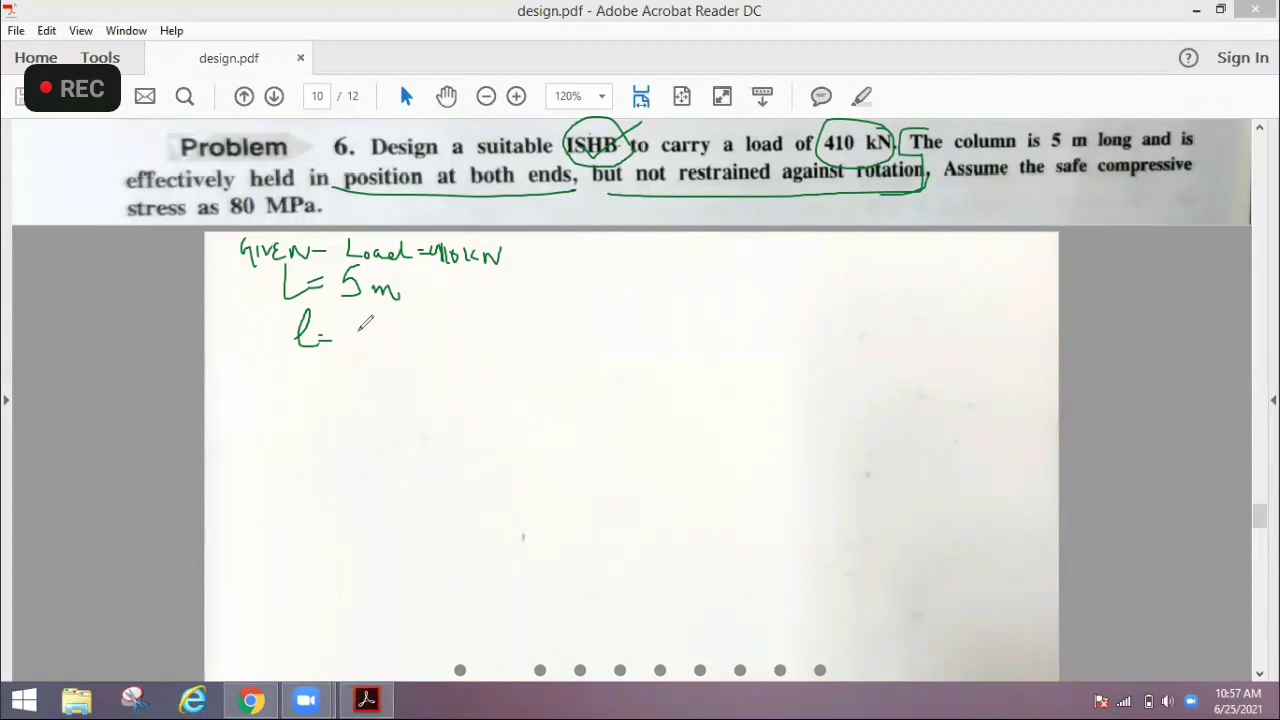 design.pdf - Adobe Acrobat Reader DC
File Edit View Window Help
Home Tools design.pdf × Sign In
REC
10 / 12 120%
Problem 6. Design a suitable ISHB to carry a load of 410 kN. The column is 5 m long and is
effectively held in position at both ends, but not restrained against rotation, Assume the safe compressive
stress as 80 MPa.
GIVEN- Load=410 kN
L= 5 m
l=
10:57 AM
6/25/2021